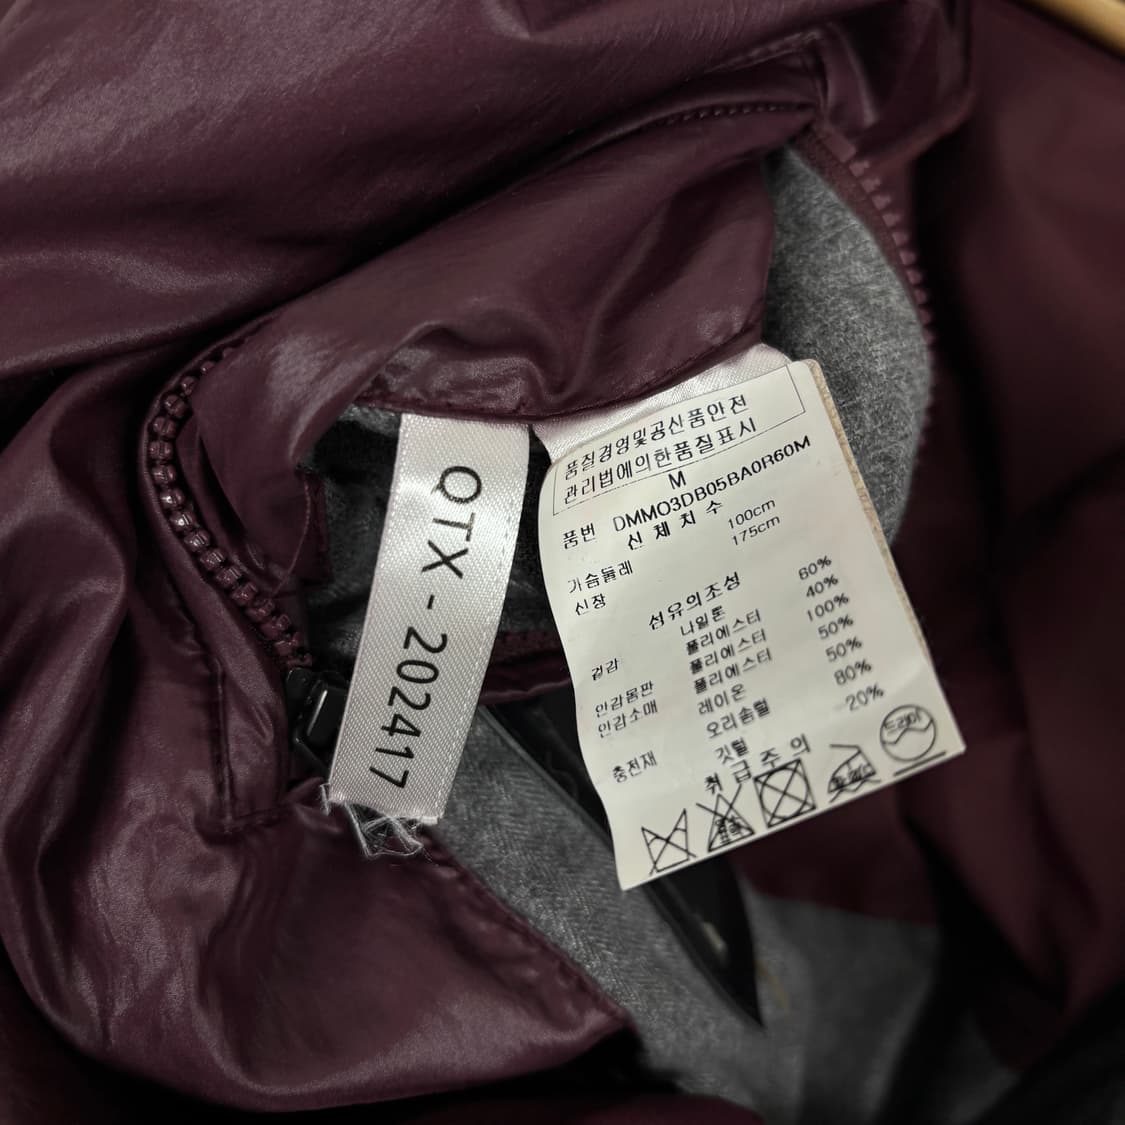 QTX - 202417
품질경영및공산품안전
관리법에의한품질표시
M
품번 DMMO3DB05BA0R60M
신 체 치 수
가슴둘레 100cm
신장 175cm
섬유의조성
겉감 나일론 60%
폴리에스터 40%
안감몸판 폴리에스터 100%
안감소매 폴리에스터 50%
레이온 50%
충전재 오리솜털 80%
깃털 20%
취 급 주 의
드라이